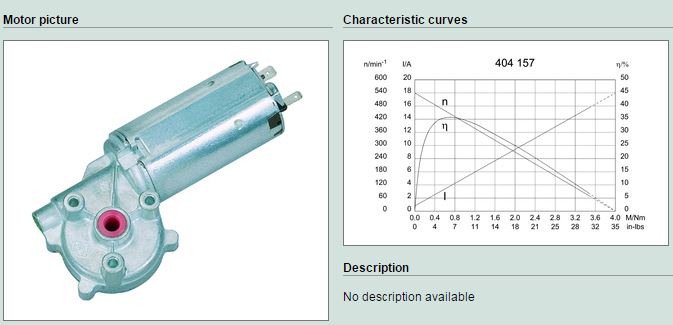 Motor picture
Characteristic curves
404 157
n/min⁻¹ I/A η/%
600 20 50
540 18 45
480 16 40
420 14 35
360 12 30
300 10 25
240 8 20
180 6 15
120 4 10
60 2 5
0 0 0
n
η
I
0.0 0.4 0.8 1.2 1.6 2.0 2.4 2.8 3.2 3.6 4.0 M/Nm
0 4 7 11 14 18 21 25 28 32 35 in-lbs
Description
No description available